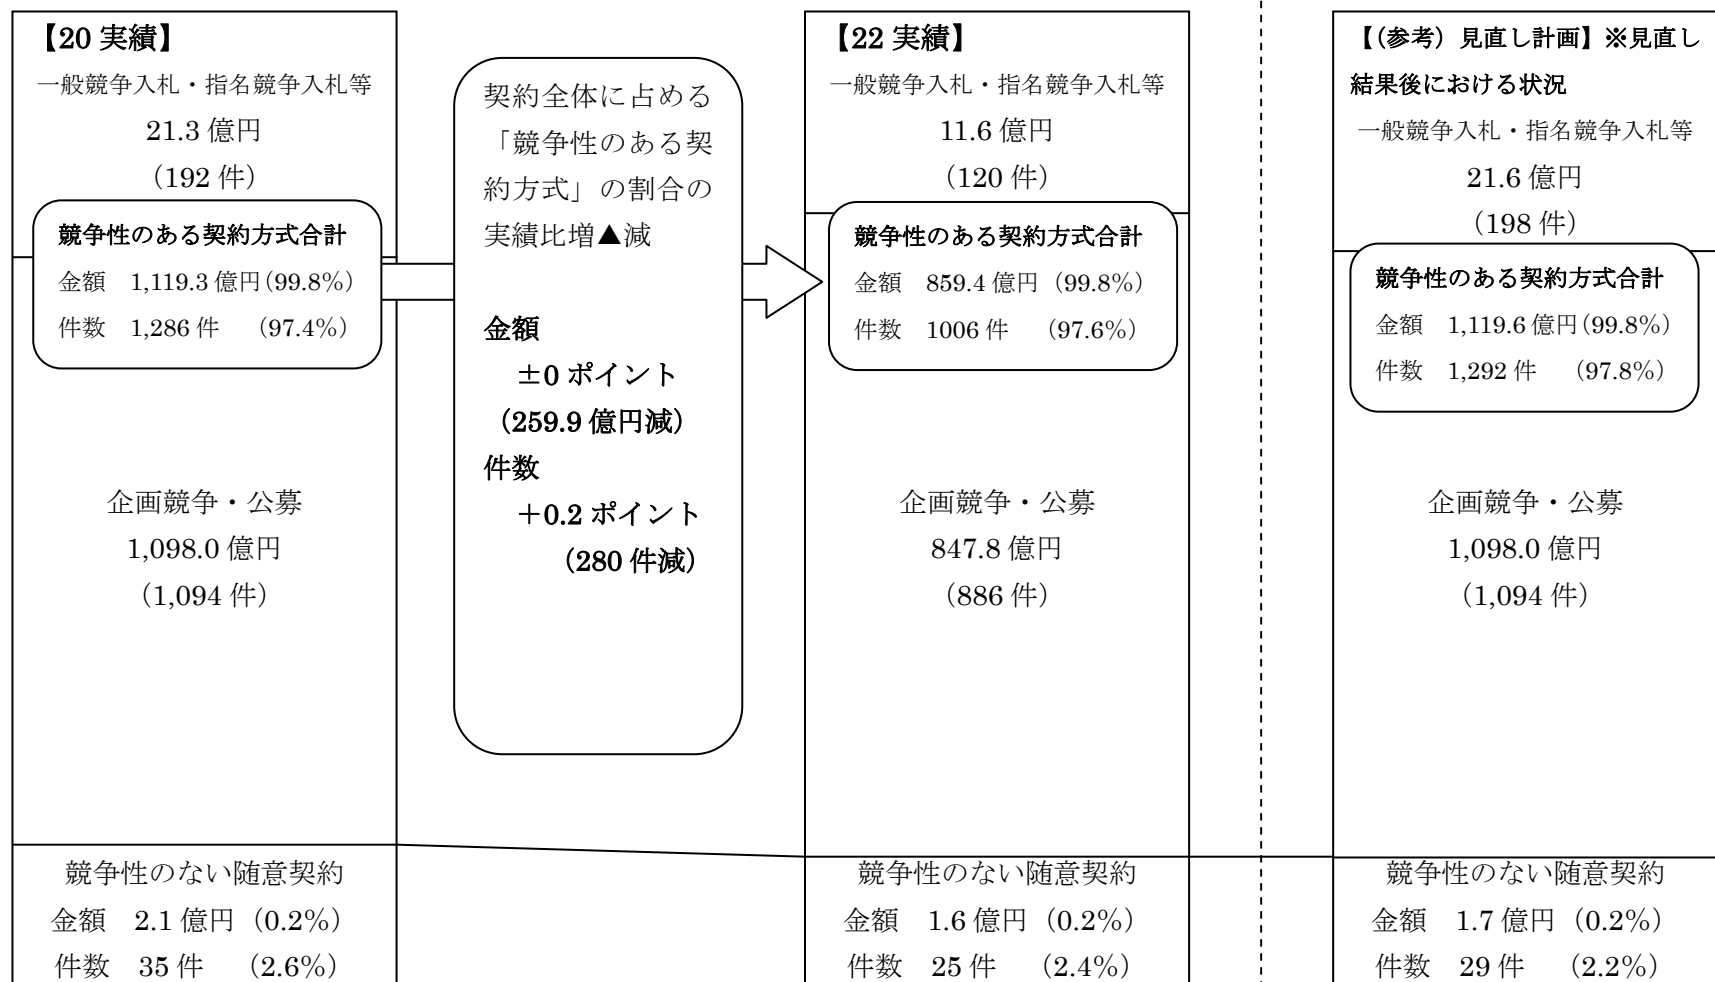 【20 実績】
一般競争入札・指名競争入札等
21.3 億円
(192 件)
競争性のある契約方式合計
金額 1,119.3 億円(99.8%)
件数 1,286 件 (97.4%)
企画競争・公募
1,098.0 億円
(1,094 件)
競争性のない随意契約
金額 2.1 億円 (0.2%)
件数 35 件 (2.6%)
契約全体に占める
「競争性のある契
約方式」の割合の
実績比増▲減
金額
±0 ポイント
(259.9 億円減)
件数
+0.2 ポイント
(280 件減)
【22 実績】
一般競争入札・指名競争入札等
11.6 億円
(120 件)
競争性のある契約方式合計
金額 859.4 億円 (99.8%)
件数 1006 件 (97.6%)
企画競争・公募
847.8 億円
(886 件)
競争性のない随意契約
金額 1.6 億円 (0.2%)
件数 25 件 (2.4%)
【(参考)見直し計画】※見直し
結果後における状況
一般競争入札・指名競争入札等
21.6 億円
(198 件)
競争性のある契約方式合計
金額 1,119.6 億円(99.8%)
件数 1,292 件 (97.8%)
企画競争・公募
1,098.0 億円
(1,094 件)
競争性のない随意契約
金額 1.7 億円 (0.2%)
件数 29 件 (2.2%)